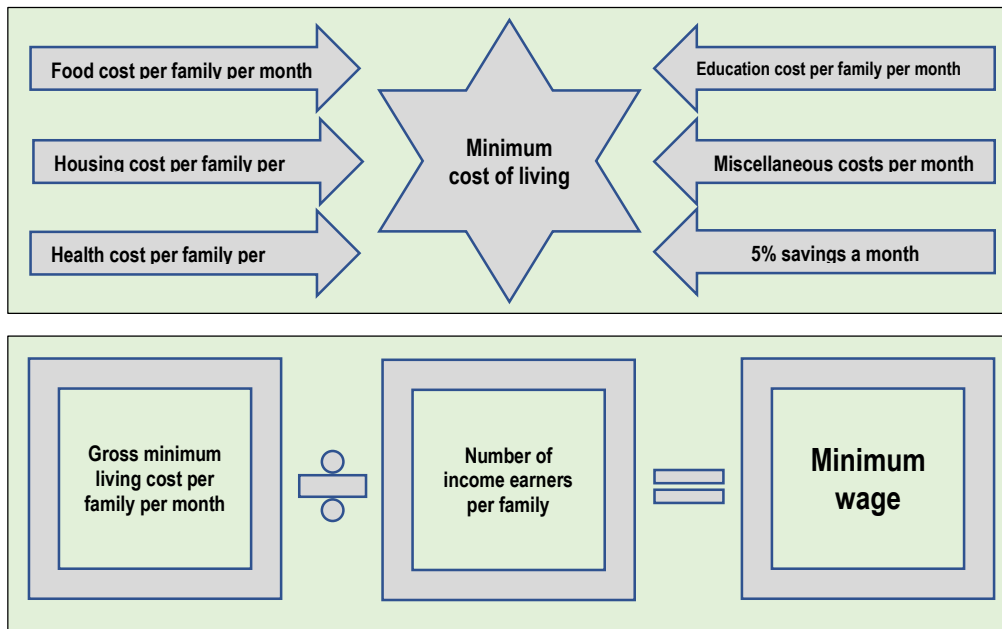 Food cost per family per month
Education cost per family per month
Housing cost per family per
Minimum
cost of living
Miscellaneous costs per month
Health cost per family per
5% savings a month
Gross minimum
living cost per
family per month
Number of
income earners
per family
Minimum
wage